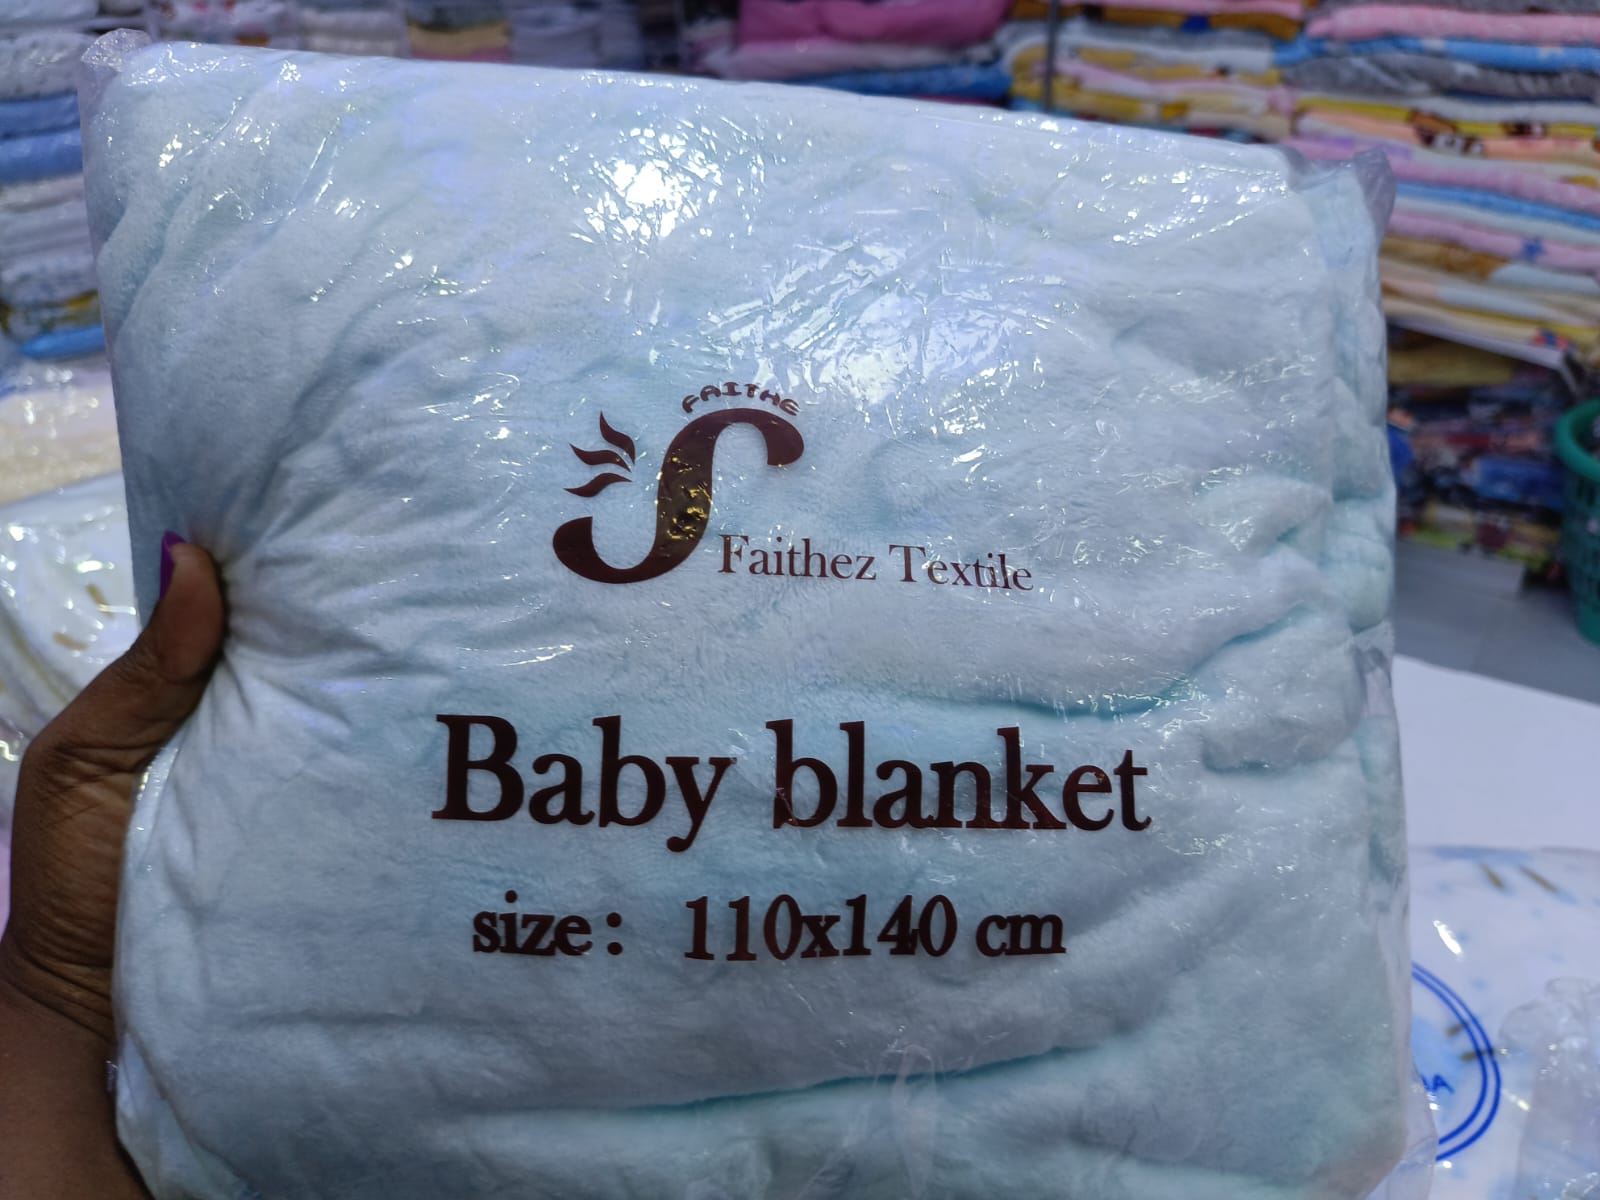 FAITHE
Faithez Textile
Baby blanket
size: 110x140 cm